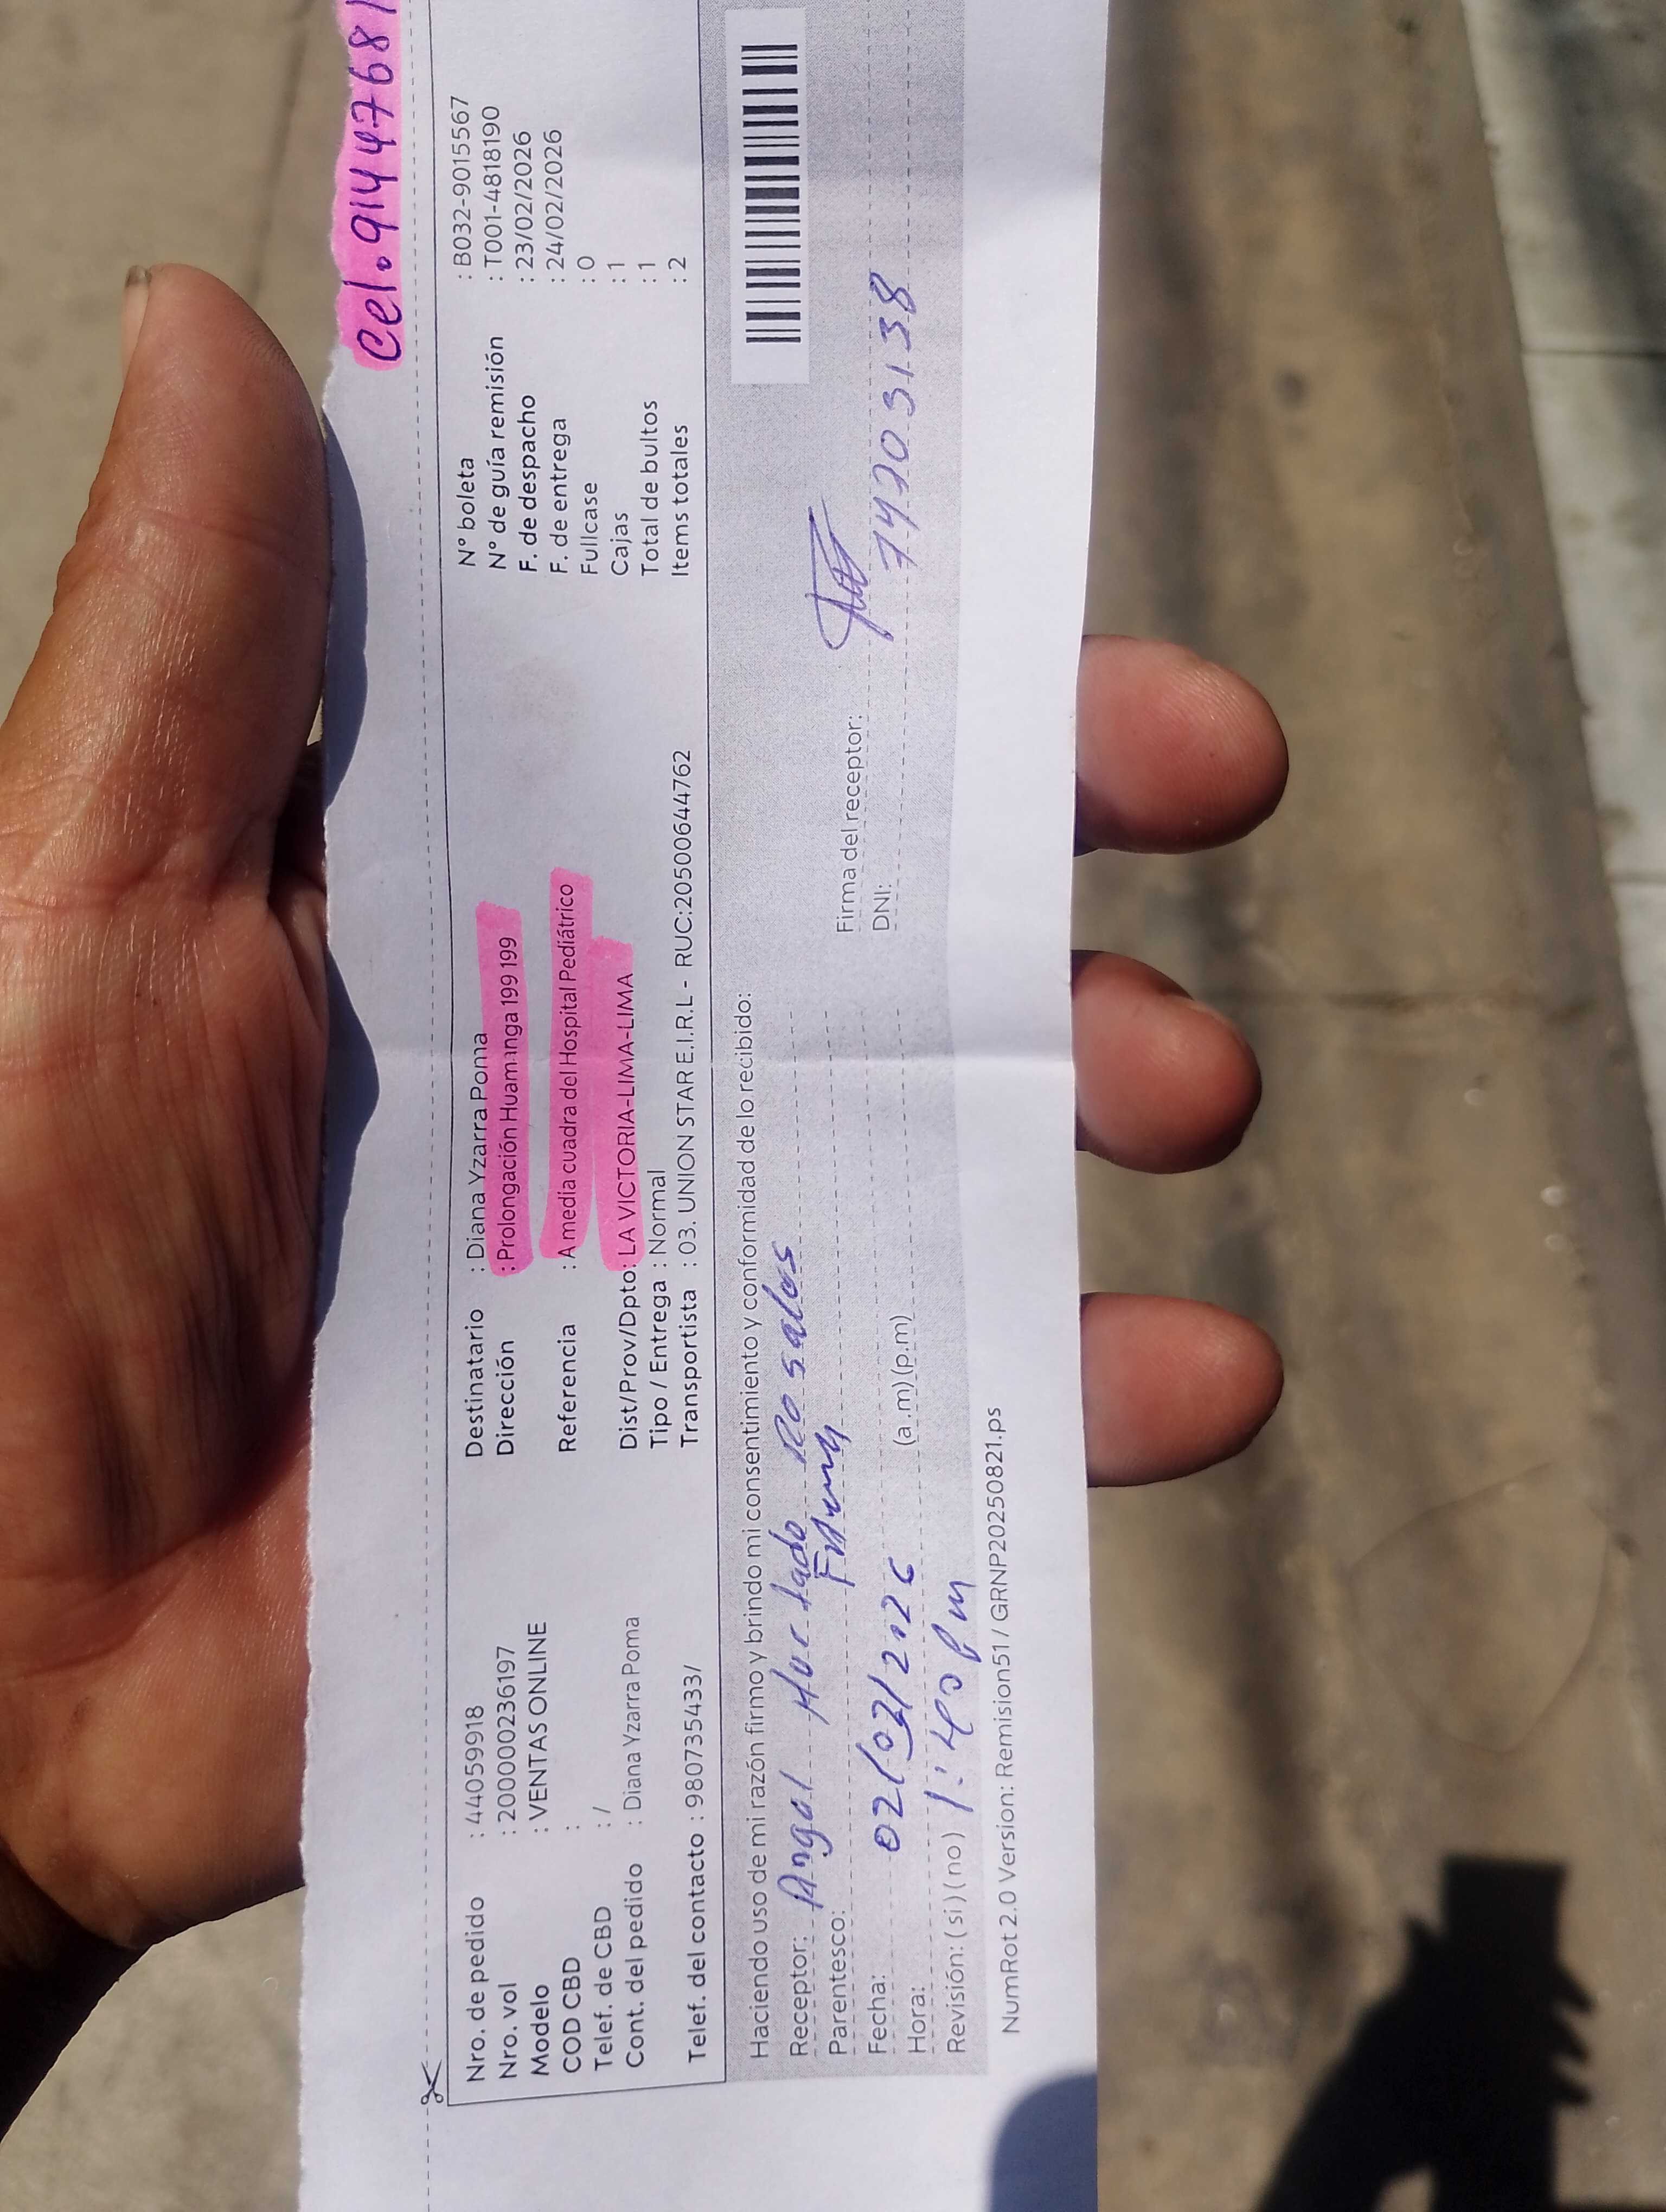 Cel. 91447681
Nro. de pedido : 44059918
Nro. vol : 200000236197
Modelo : VENTAS ONLINE
COD CBD :
Telef. de CBD : /
Cont. del pedido : Diana Yzarra Poma
Telef. del contacto : 980735433/
Destinatario : Diana Yzarra Poma
Dirección : Prolongación Huamanga 199 199
Referencia : A media cuadra del Hospital Pediátrico
Dist/Prov/Dpto: LA VICTORIA-LIMA-LIMA
Tipo / Entrega : Normal
Transportista : 03. UNION STAR E.I.R.L - RUC:20500644762
N° boleta : B032-9015567
N° de guía remisión : T001-4818190
F. de despacho : 23/02/2026
F. de entrega : 24/02/2026
Fullcase : 0
Cajas : 1
Total de bultos : 1
Items totales : 2
Haciendo uso de mi razón firmo y brindo mi consentimiento y conformidad de lo recibido:
Receptor: Angel Hurtado Rosales
Parentesco:
Fecha: 02/03/2026
Hora: 1:40 pm (a.m) (p.m)
Revisión: (si) (no)
Firma del receptor:
DNI: 74203138
NumRot 2.0 Version: Remision51 / GRNP20250821.ps